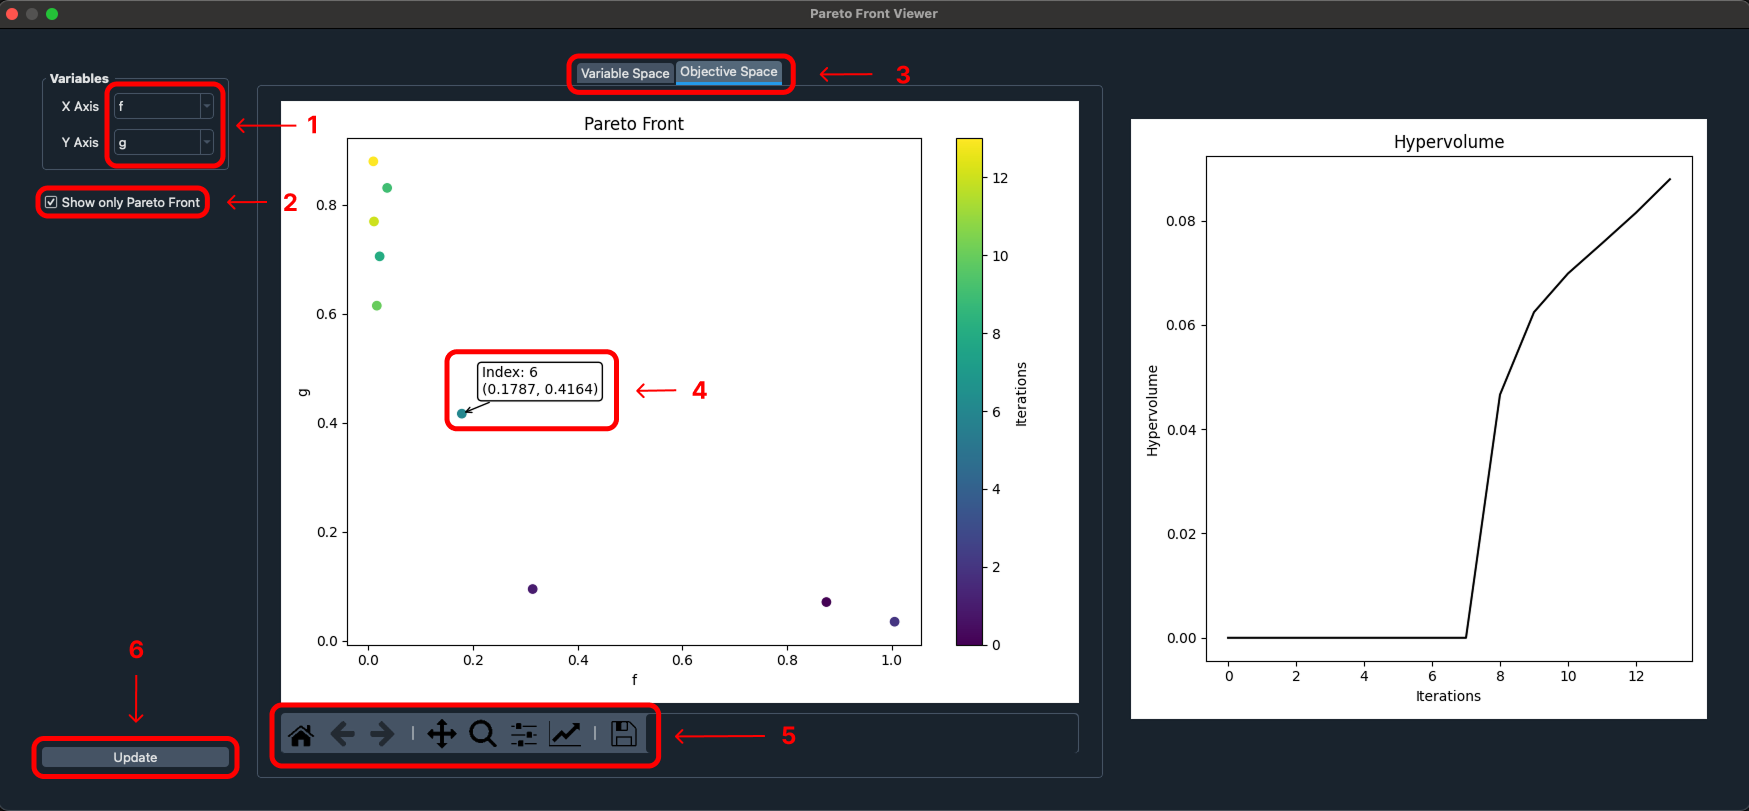 Pareto Front Viewer
Variables
X Axis
f
Y Axis
g
1
Show only Pareto Front
2
Variable Space
Objective Space
3
Pareto Front
0.8
0.6
0.4
0.2
0.0
g
Index: 6
(0.1787, 0.4164)
4
0.0
0.2
0.4
0.6
0.8
1.0
f
12
10
8
6
4
2
0
Iterations
Hypervolume
0.08
0.06
0.04
0.02
0.00
Hypervolume
0
2
4
6
8
10
12
Iterations
5
6
Update